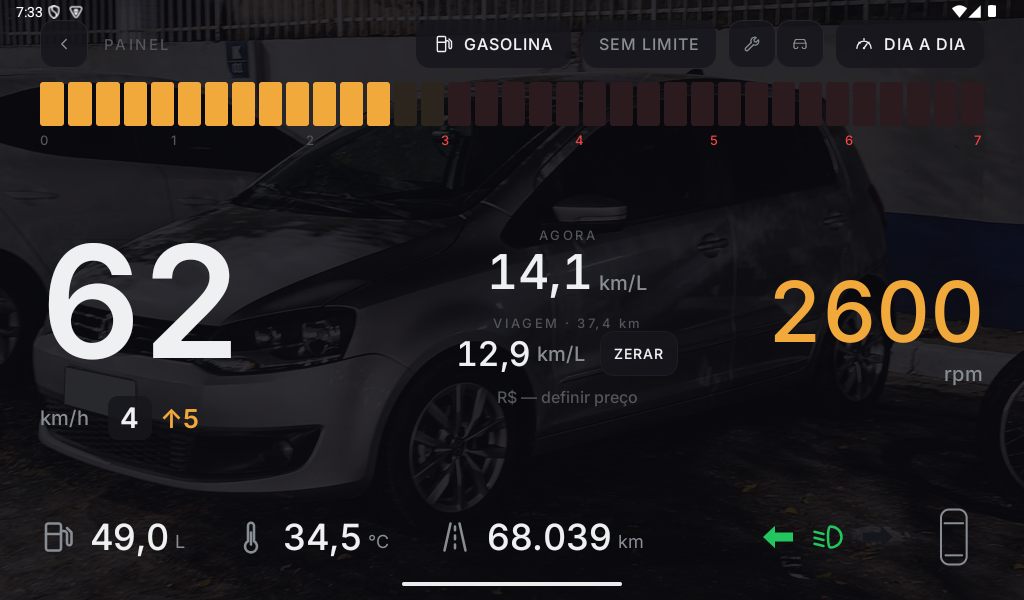 7:33
PAINEL
GASOLINA
SEM LIMITE
DIA A DIA
0 1 2 3 4 5 6 7
AGORA
14,1 km/L
62
2600
VIAGEM · 37,4 km
12,9 km/L ZERAR
rpm
R$ — definir preço
km/h 4 ↑5
49,0 L
34,5 °C
68.039 km